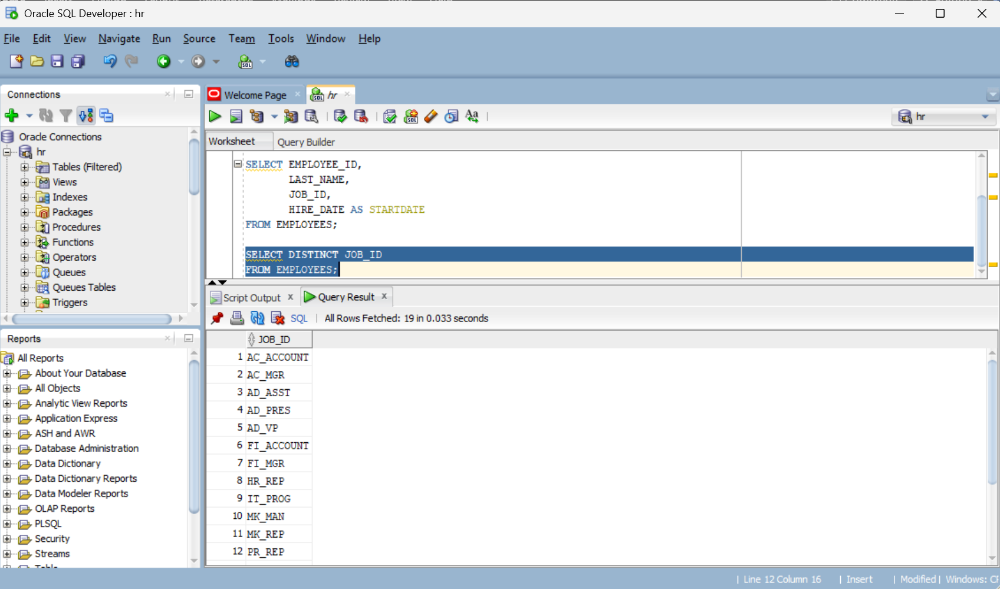 Oracle SQL Developer : hr
File Edit View Navigate Run Source Team Tools Window Help
Connections
Oracle Connections
hr
Tables (Filtered)
Views
Indexes
Packages
Procedures
Functions
Operators
Queues
Queues Tables
Triggers
Reports
All Reports
About Your Database
All Objects
Analytic View Reports
Application Express
ASH and AWR
Database Administration
Data Dictionary
Data Dictionary Reports
Data Modeler Reports
OLAP Reports
PLSQL
Security
Streams
Welcome Page hr
hr
Worksheet Query Builder
SELECT EMPLOYEE_ID,
LAST_NAME,
JOB_ID,
HIRE_DATE AS STARTDATE
FROM EMPLOYEES;
SELECT DISTINCT JOB_ID
FROM EMPLOYEES;
Script Output x Query Result x
SQL | All Rows Fetched: 19 in 0.033 seconds
JOB_ID
1 AC_ACCOUNT
2 AC_MGR
3 AD_ASST
4 AD_PRES
5 AD_VP
6 FI_ACCOUNT
7 FI_MGR
8 HR_REP
9 IT_PROG
10 MK_MAN
11 MK_REP
12 PR_REP
| Line 12 Column 16 | Insert | Modified | Windows: